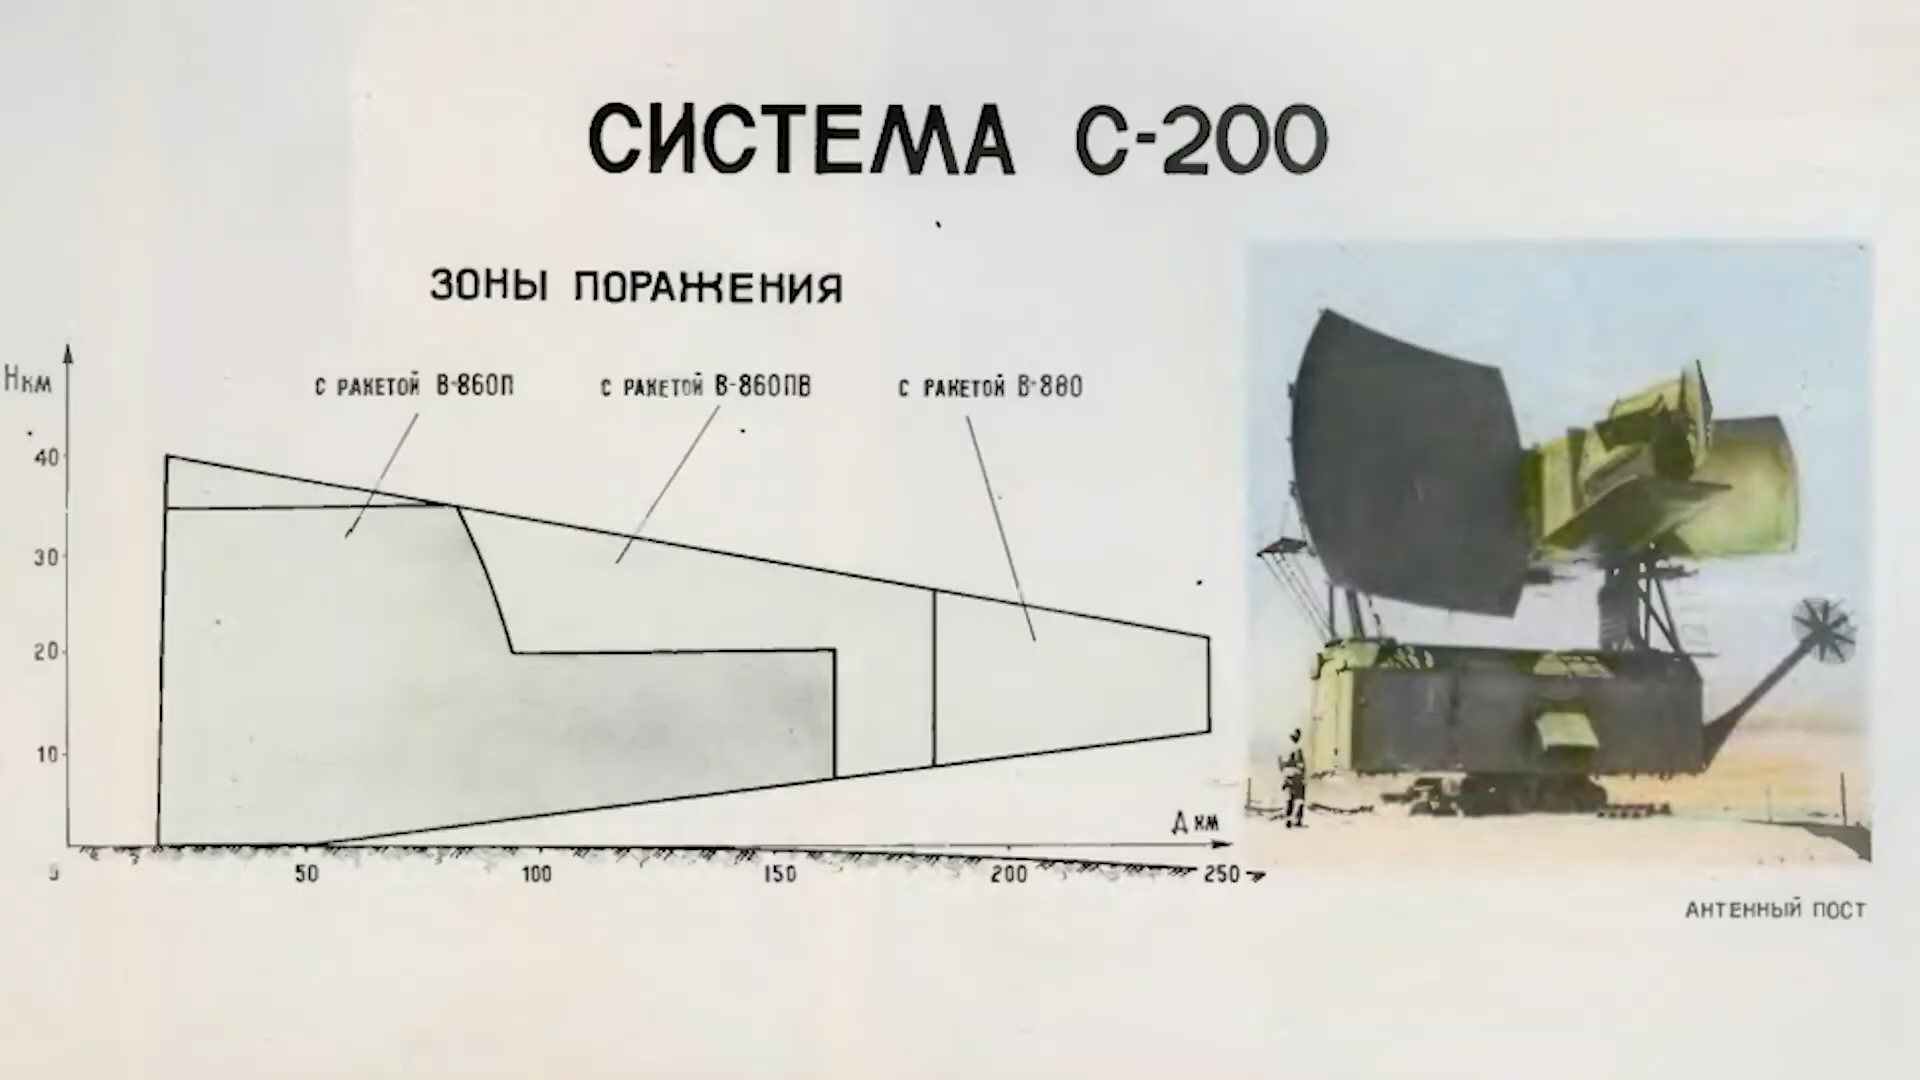 СИСТЕМА С-200
ЗОНЫ ПОРАЖЕНИЯ
Нкм
С РАКЕТОЙ В-860П
С РАКЕТОЙ В-860ПВ
С РАКЕТОЙ В-880
40
30
20
10
Д км
0
50
100
150
200
250
АНТЕННЫЙ ПОСТ